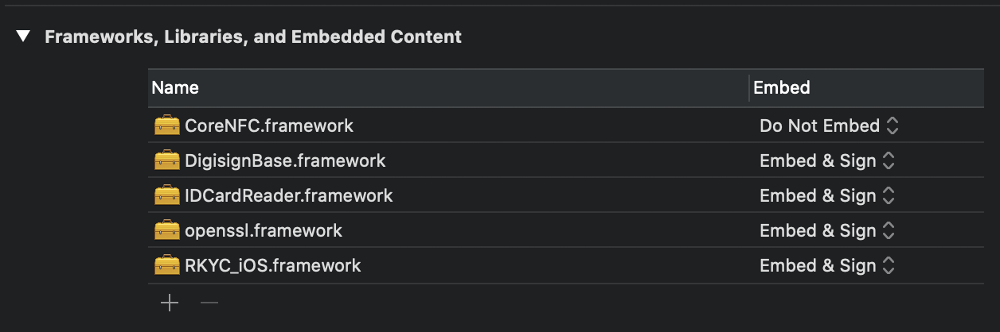 Frameworks, Libraries, and Embedded Content
Name Embed
CoreNFC.framework Do Not Embed
DigisignBase.framework Embed & Sign
IDCardReader.framework Embed & Sign
openssl.framework Embed & Sign
RKYC_iOS.framework Embed & Sign